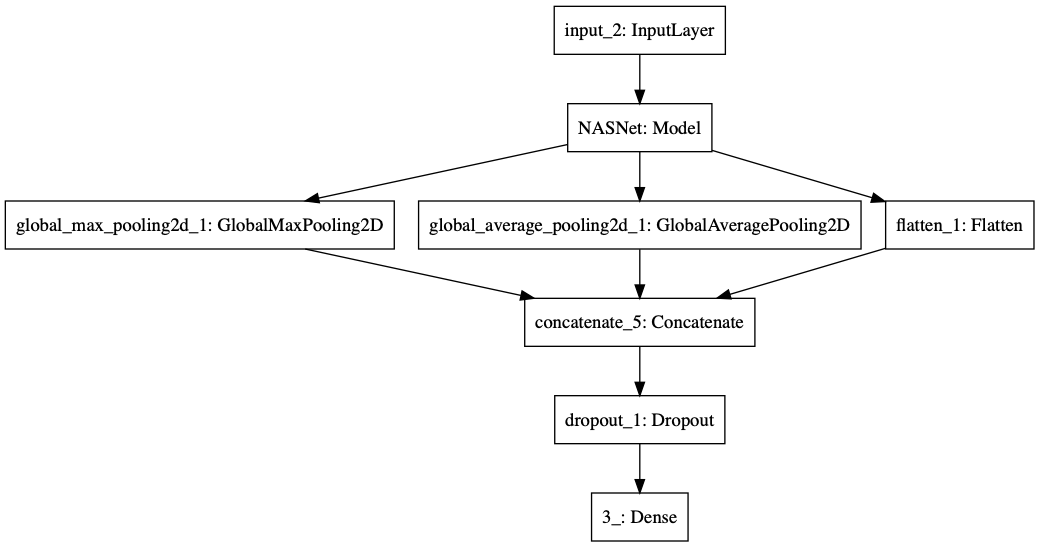 input_2: InputLayer
NASNet: Model
global_max_pooling2d_1: GlobalMaxPooling2D
global_average_pooling2d_1: GlobalAveragePooling2D
flatten_1: Flatten
concatenate_5: Concatenate
dropout_1: Dropout
3_: Dense